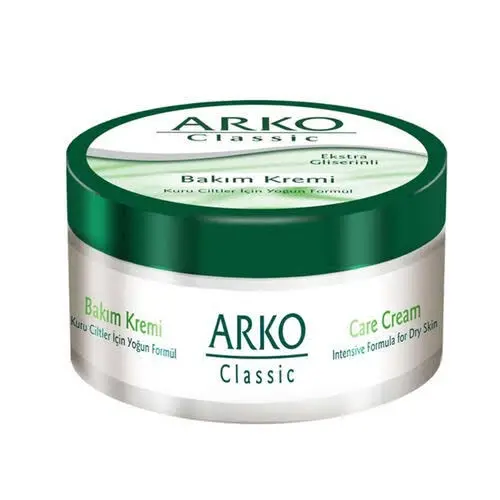 ARKO
Classic
Ekstra
Gliserinli
Bakım Kremi
Kuru Ciltler İçin Yoğun Formül
Bakım Kremi
Kuru Ciltler İçin Yoğun Formül
ARKO
Classic
Care Cream
Intensive Formula for Dry Skin